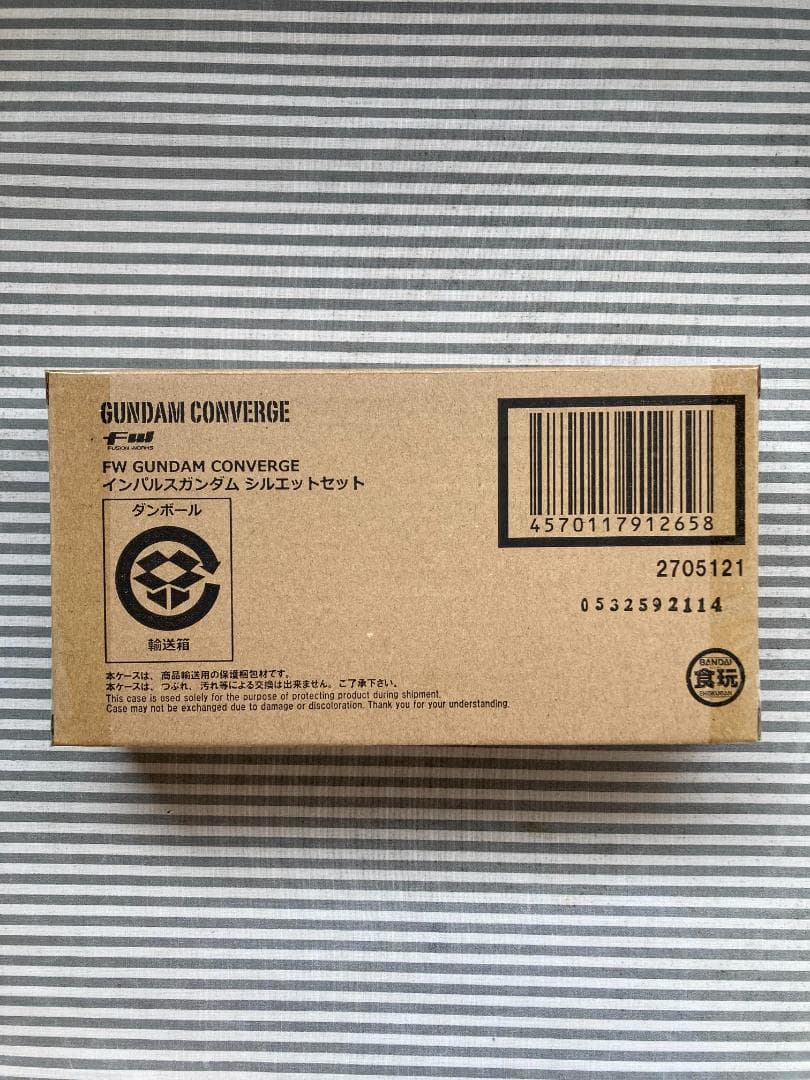 GUNDAM CONVERGE
FW
FUSION WORKS
FW GUNDAM CONVERGE
インパルスガンダム シルエットセット
ダンボール
輸送箱
4570117912658
2705121
0532592114
本ケースは、商品輸送用の保護梱包材です。
本ケースは、つぶれ、汚れ等による交換は出来ません。ご了承下さい。
This case is used solely for the purpose of protecting product during shipment.
Case may not be exchanged due to damage or discoloration. Thank you for your understanding.
BANDAI
食玩
SHOKUGAN